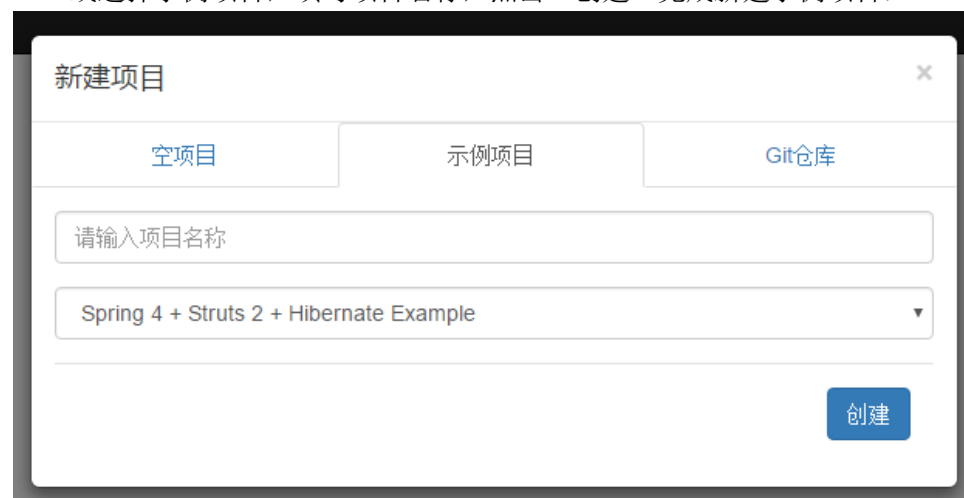 新建项目 ×
空项目 示例项目 Git仓库
请输入项目名称
Spring 4 + Struts 2 + Hibernate Example
创建